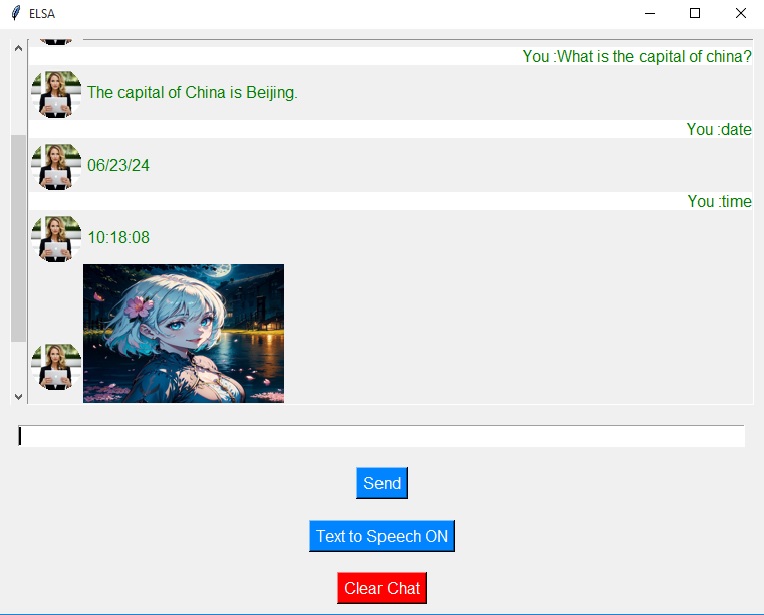 ELSA
You :What is the capital of china?
The capital of China is Beijing.
You :date
06/23/24
You :time
10:18:08
Send
Text to Speech ON
Clear Chat